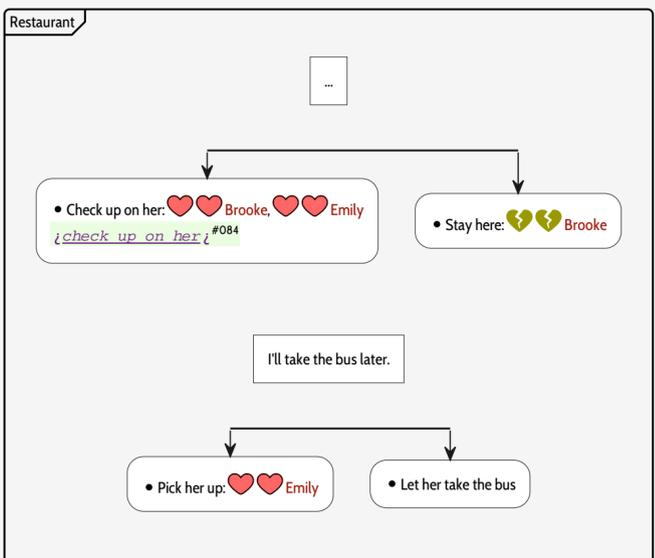 Restaurant
...
• Check up on her: Brooke, Emily
¿check up on her¿#084
• Stay here: Brooke
I'll take the bus later.
• Pick her up: Emily
• Let her take the bus